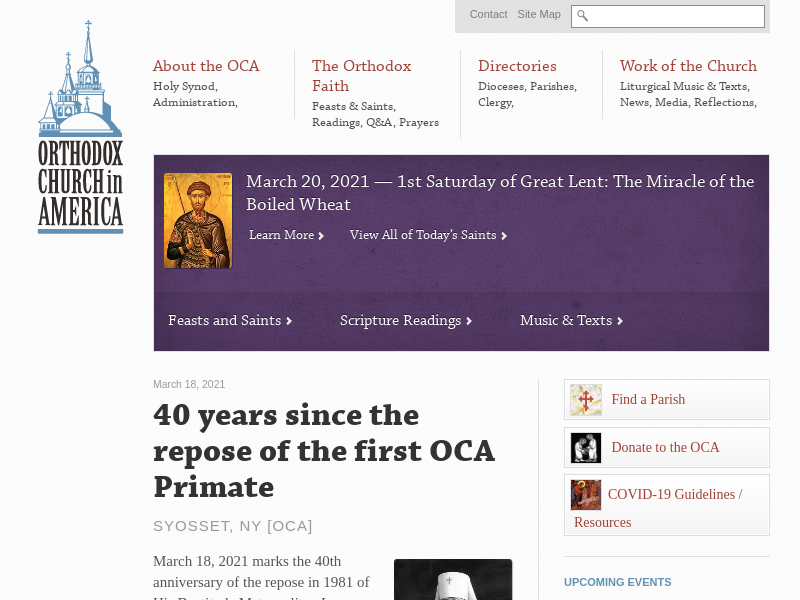 Contact Site Map
ORTHODOX
CHURCH in
AMERICA
About the OCA
Holy Synod,
Administration,
The Orthodox
Faith
Feasts & Saints,
Readings, Q&A, Prayers
Directories
Dioceses, Parishes,
Clergy,
Work of the Church
Liturgical Music & Texts,
News, Media, Reflections,
March 20, 2021 — 1st Saturday of Great Lent: The Miracle of the
Boiled Wheat
Learn More View All of Today's Saints
Feasts and Saints Scripture Readings Music & Texts
March 18, 2021
40 years since the
repose of the first OCA
Primate
SYOSSET, NY [OCA]
March 18, 2021 marks the 40th
anniversary of the repose in 1981 of
Find a Parish
Donate to the OCA
COVID-19 Guidelines /
Resources
UPCOMING EVENTS